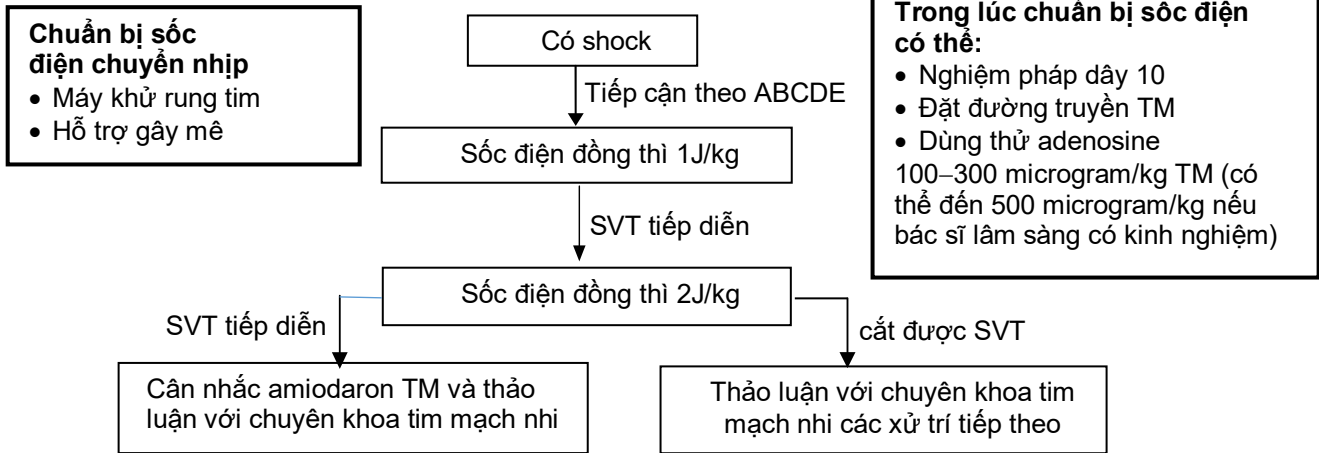 Chuẩn bị sốc
điện chuyển nhịp
• Máy khử rung tim
• Hỗ trợ gây mê
Có shock
Tiếp cận theo ABCDE
Sốc điện đồng thì 1J/kg
SVT tiếp diễn
Sốc điện đồng thì 2J/kg
SVT tiếp diễn
cắt được SVT
Cân nhắc amiodaron TM và thảo
luận với chuyên khoa tim mạch nhi
Thảo luận với chuyên khoa tim
mạch nhi các xử trí tiếp theo
Trong lúc chuẩn bị sốc điện
có thể:
• Nghiệm pháp dây 10
• Đặt đường truyền TM
• Dùng thử adenosine
100–300 microgram/kg TM (có
thể đến 500 microgram/kg nếu
bác sĩ lâm sàng có kinh nghiệm)